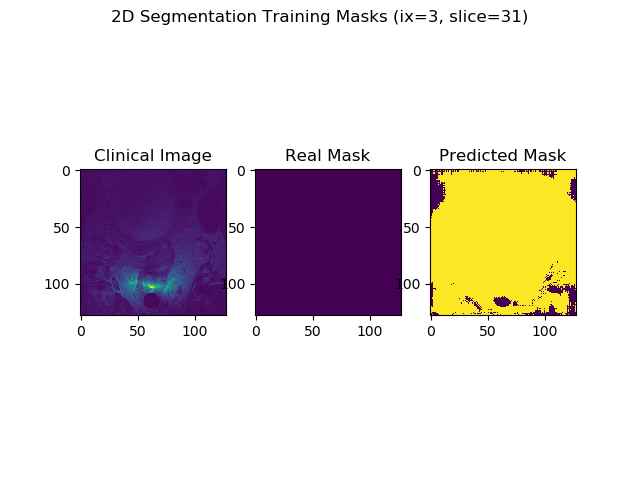 2D Segmentation Training Masks (ix=3, slice=31)
Clinical Image Real Mask Predicted Mask
0 0 0
50 50 50
100 100 100
0 50 100 0 50 100 0 50 100